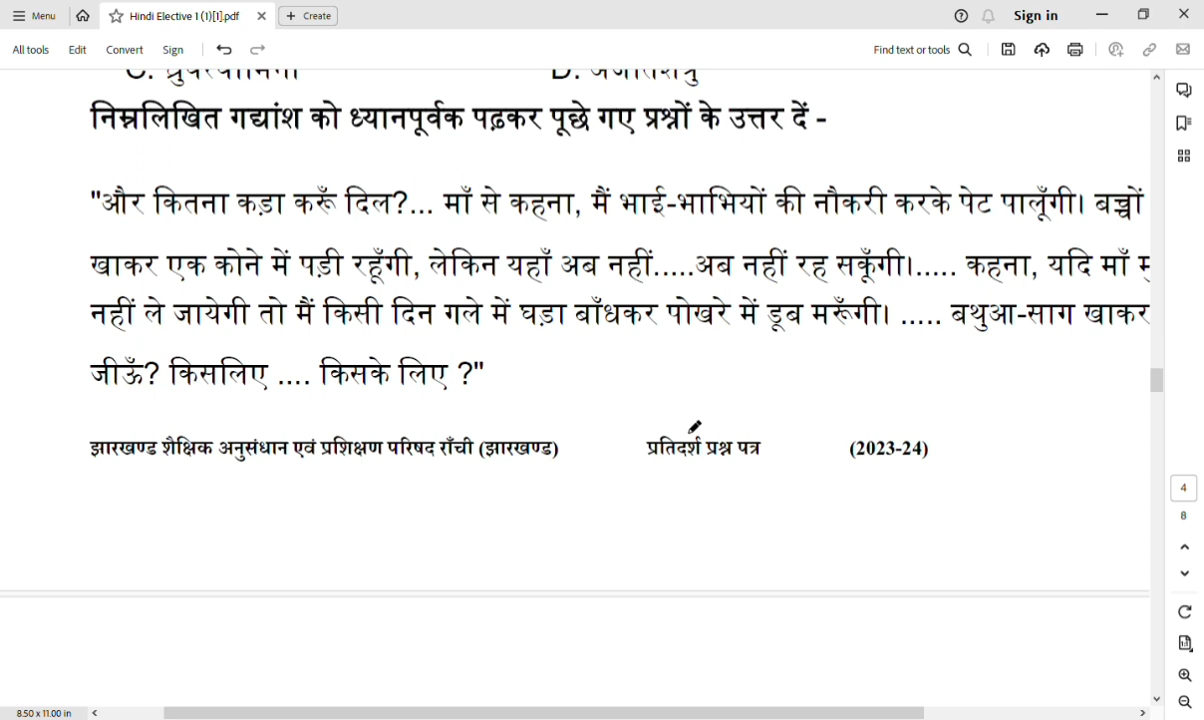 Menu
Hindi Elective 1 (1)[1].pdf
Create
Sign in
All tools Edit Convert Sign
Find text or tools
निम्नलिखित गद्यांश को ध्यानपूर्वक पढ़कर पूछे गए प्रश्नों के उत्तर दें -
"और कितना कड़ा करूँ दिल?... माँ से कहना, मैं भाई-भाभियों की नौकरी करके पेट पालूँगी। बच्चों
खाकर एक कोने में पड़ी रहूँगी, लेकिन यहाँ अब नहीं.....अब नहीं रह सकूँगी।..... कहना, यदि माँ
नहीं ले जायेगी तो मैं किसी दिन गले में घड़ा बाँधकर पोखरे में डूब मरूँगी। ..... बथुआ-साग खाकर
जीऊँ? किसलिए .... किसके लिए ?"
झारखण्ड शैक्षिक अनुसंधान एवं प्रशिक्षण परिषद राँची (झारखण्ड) प्रतिदर्श प्रश्न पत्र (2023-24)
4
8
8.50 x 11.00 in